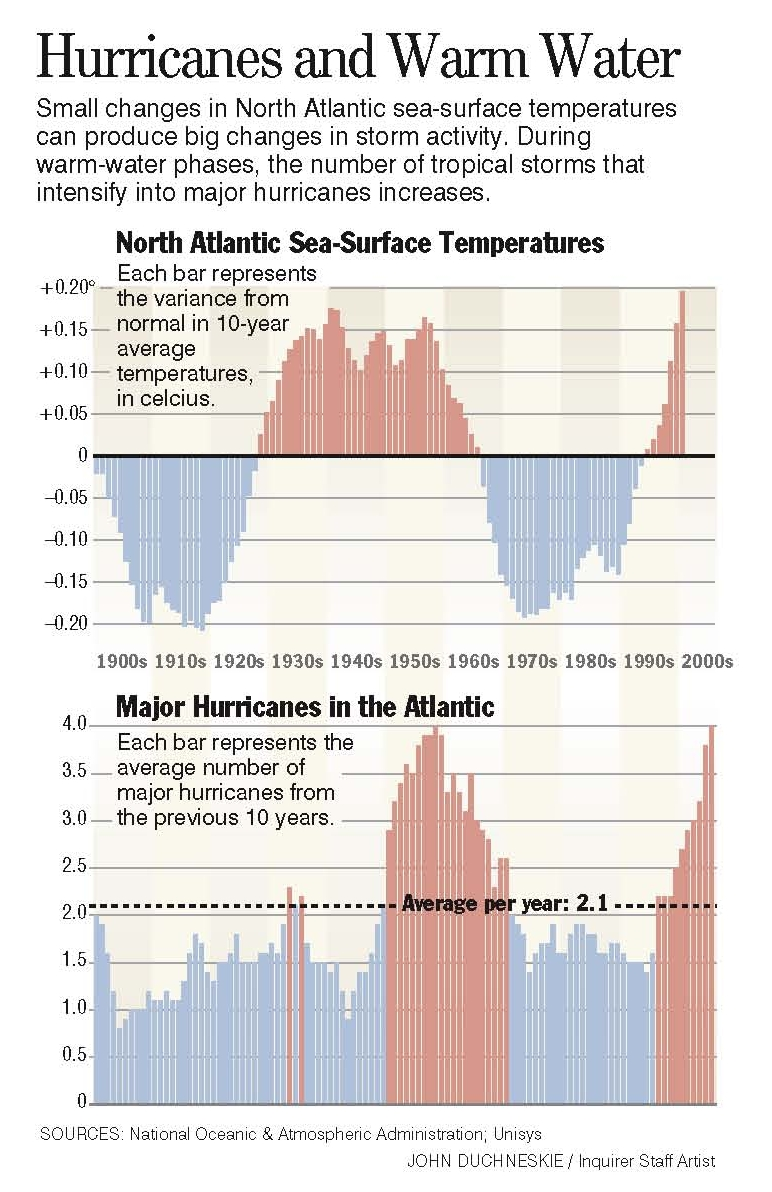 Hurricanes and Warm Water
Small changes in North Atlantic sea-surface temperatures
can produce big changes in storm activity. During
warm-water phases, the number of tropical storms that
intensify into major hurricanes increases.
North Atlantic Sea-Surface Temperatures
Each bar represents
the variance from
normal in 10-year
average
temperatures,
in celcius.
+0.20°
+0.15
+0.10
+0.05
0
–0.05
–0.10
–0.15
–0.20
1900s 1910s 1920s 1930s 1940s 1950s 1960s 1970s 1980s 1990s 2000s
Major Hurricanes in the Atlantic
Each bar represents the
average number of
major hurricanes from
the previous 10 years.
4.0
3.5
3.0
2.5
2.0
1.5
1.0
0.5
0
Average per year: 2.1
SOURCES: National Oceanic & Atmospheric Administration; Unisys
JOHN DUCHNESKIE / Inquirer Staff Artist